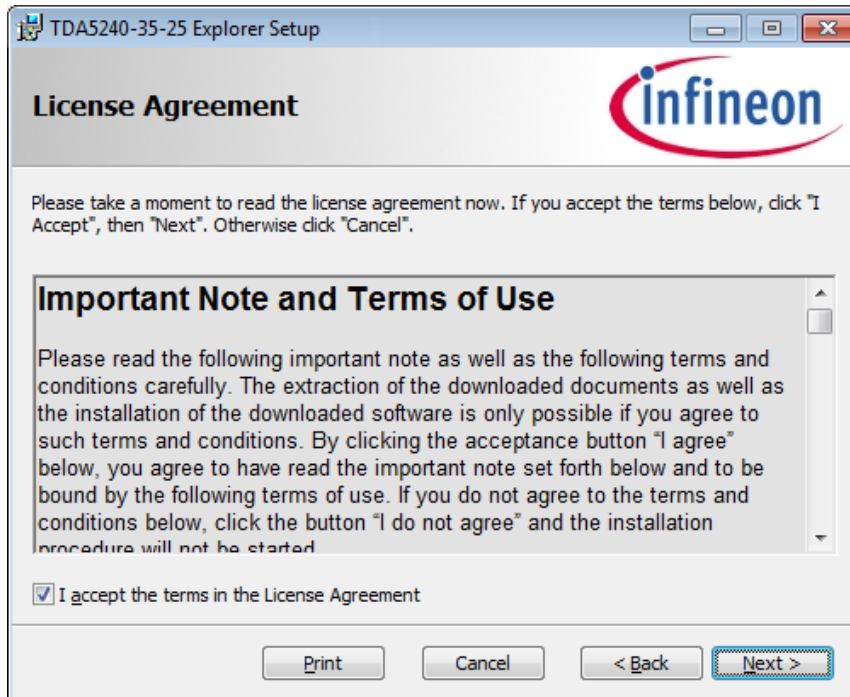 TDA5240-35-25 Explorer Setup
License Agreement
infineon
Please take a moment to read the license agreement now. If you accept the terms below, click "I
Accept", then "Next". Otherwise click "Cancel".
Important Note and Terms of Use
Please read the following important note as well as the following terms and
conditions carefully. The extraction of the downloaded documents as well as
the installation of the downloaded software is only possible if you agree to
such terms and conditions. By clicking the acceptance button “I agree”
below, you agree to have read the important note set forth below and to be
bound by the following terms of use. If you do not agree to the terms and
conditions below, click the button “I do not agree” and the installation
procedure will not be started.
I accept the terms in the License Agreement
Print Cancel < Back Next >